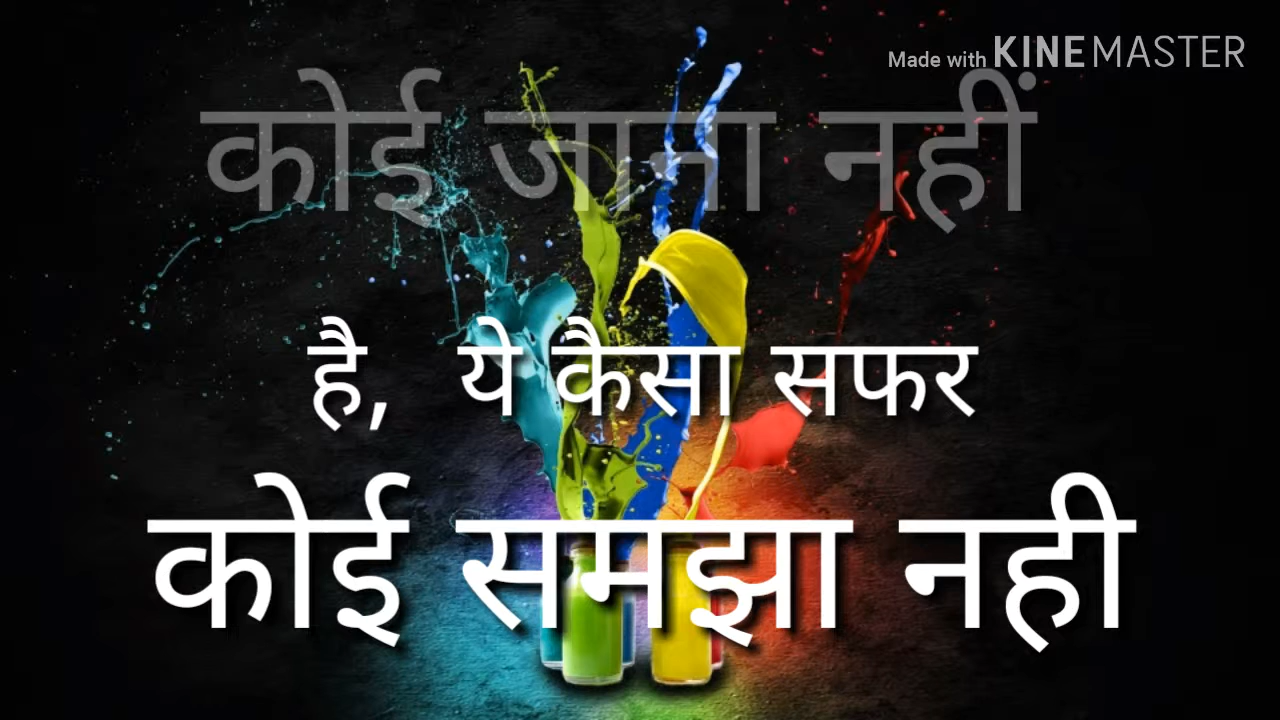 Made with KINEMASTER
कोई जाना नहीं
है, ये कैसा सफर
कोई समझा नही